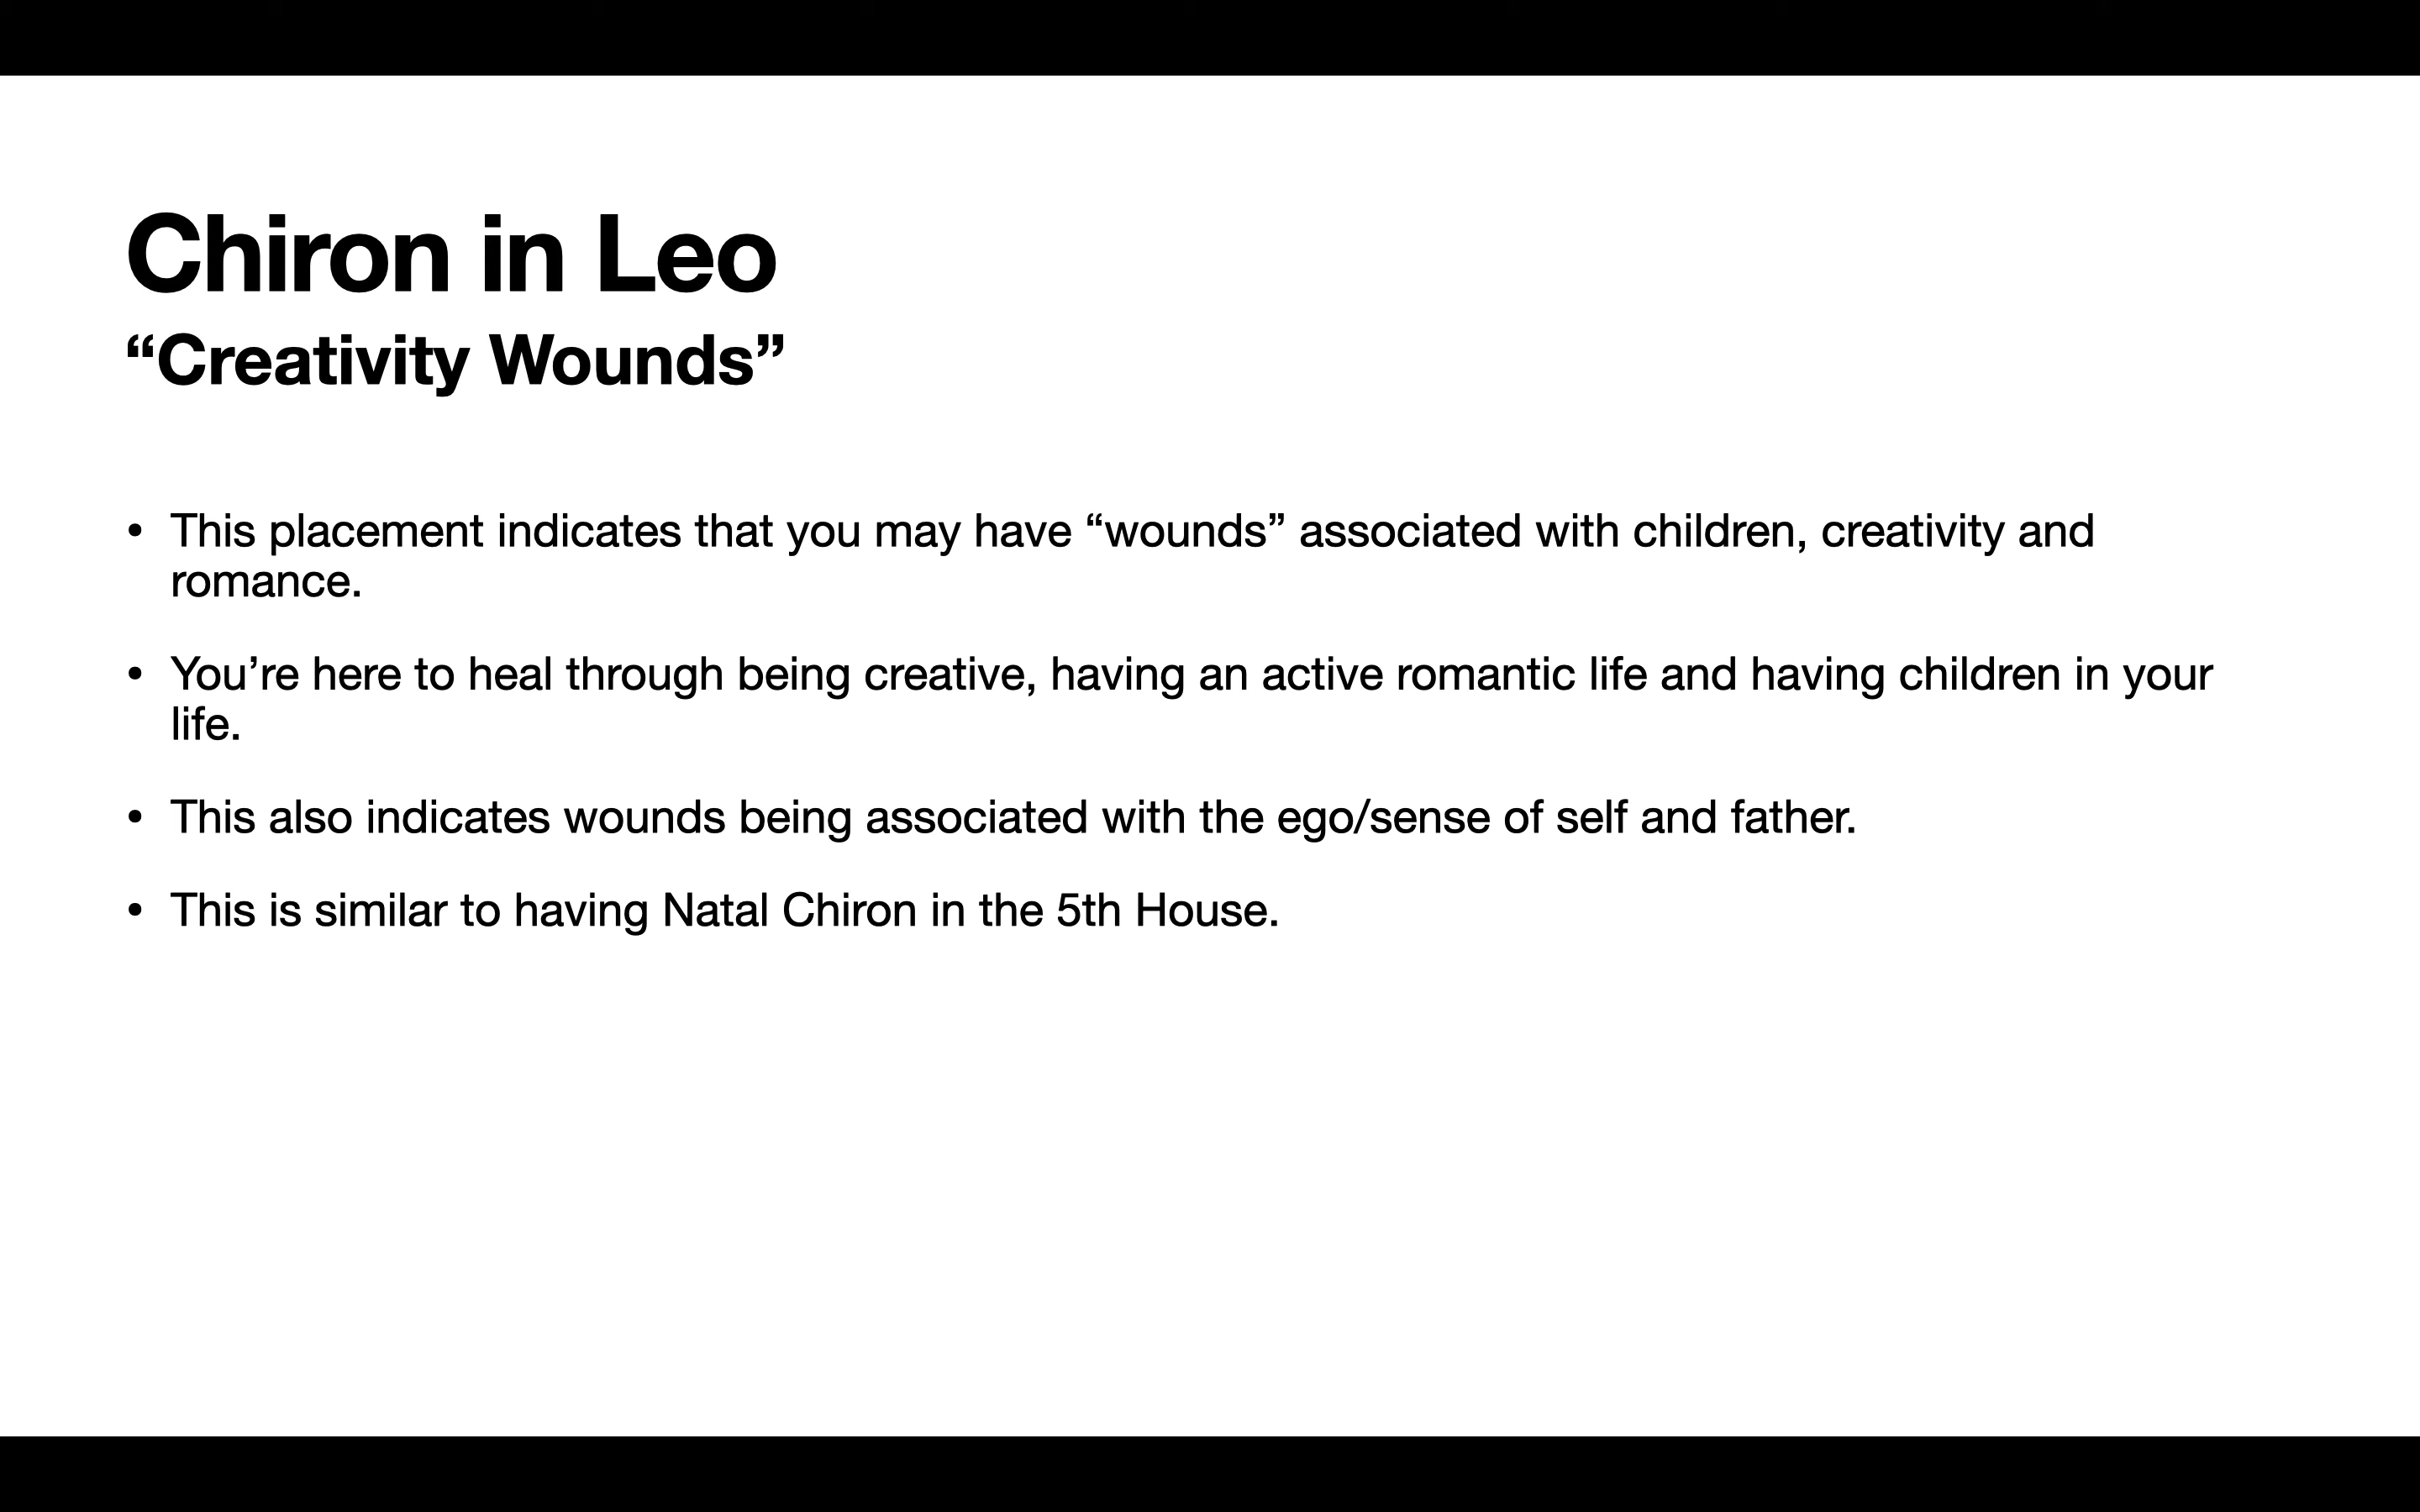 Chiron in Leo
“Creativity Wounds”
• This placement indicates that you may have “wounds” associated with children, creativity and
romance.
• You’re here to heal through being creative, having an active romantic life and having children in your
life.
• This also indicates wounds being associated with the ego/sense of self and father.
• This is similar to having Natal Chiron in the 5th House.